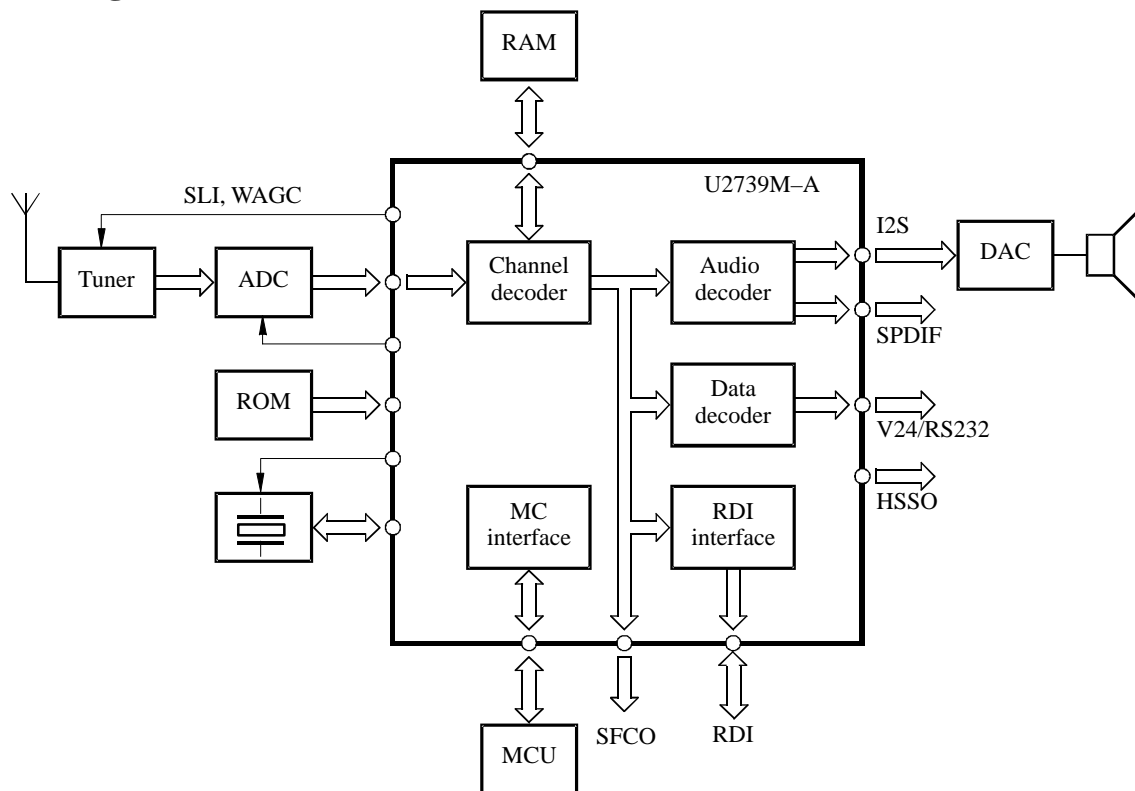 RAM
U2739M–A
SLI, WAGC
I2S
Tuner
ADC
Channel
decoder
Audio
decoder
DAC
SPDIF
ROM
Data
decoder
V24/RS232
HSSO
MC
interface
RDI
interface
SFCO
RDI
MCU